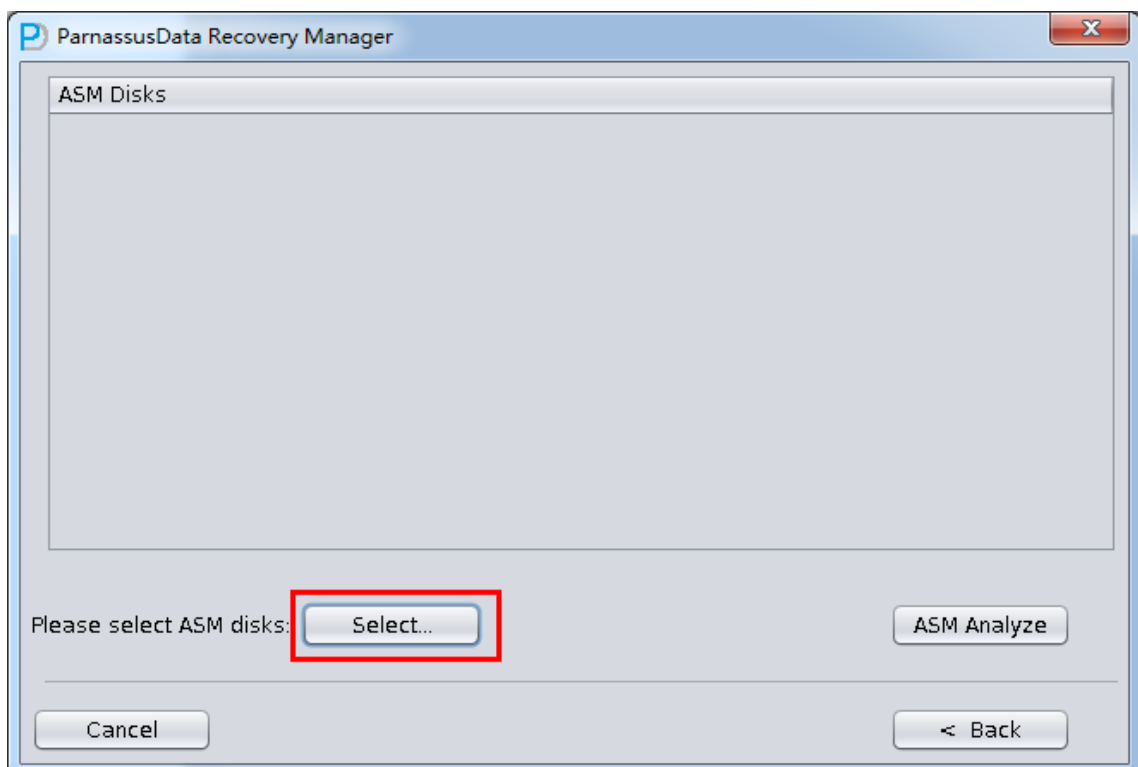 ParnassusData Recovery Manager
ASM Disks
Please select ASM disks: Select... ASM Analyze
Cancel < Back